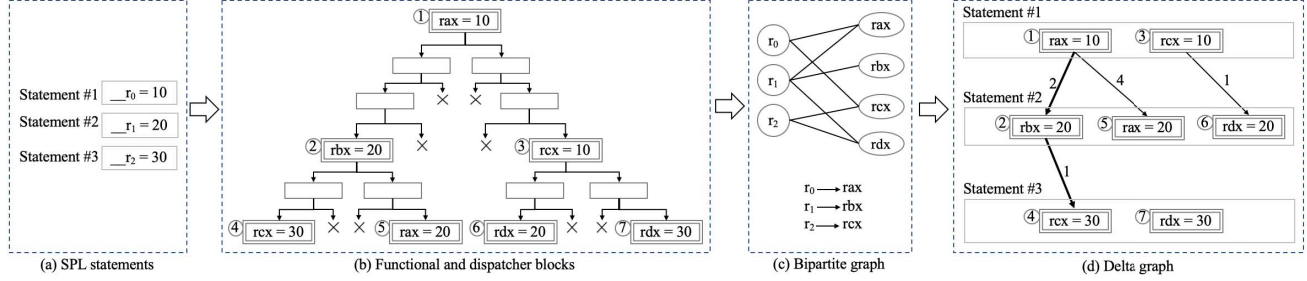 Statement #1 __r₀ = 10
Statement #2 __r₁ = 20
Statement #3 __r₂ = 30
(a) SPL statements
① rax = 10
② rbx = 20
③ rcx = 10
④ rcx = 30
⑤ rax = 20
⑥ rdx = 20
⑦ rdx = 30
(b) Functional and dispatcher blocks
r₀
r₁
r₂
rax
rbx
rcx
rdx
r₀ → rax
r₁ → rbx
r₂ → rcx
(c) Bipartite graph
Statement #1
① rax = 10
③ rcx = 10
2
4
1
Statement #2
② rbx = 20
⑤ rax = 20
⑥ rdx = 20
1
Statement #3
④ rcx = 30
⑦ rdx = 30
(d) Delta graph